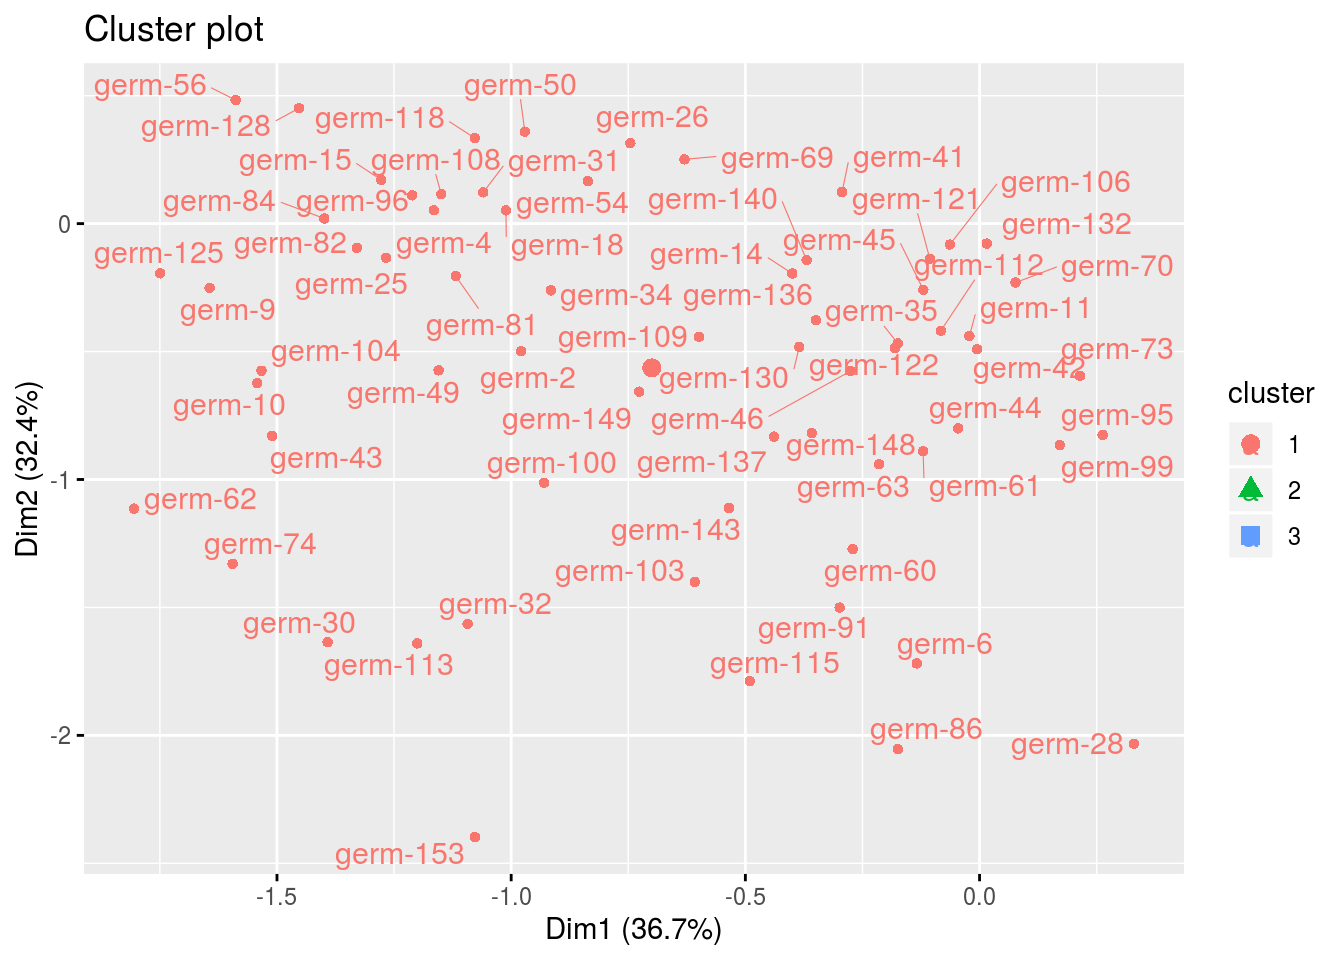 Cluster plot
germ-56
germ-50
germ-128
germ-118
germ-26
germ-15
germ-108
germ-31
germ-69
germ-41
germ-84
germ-96
germ-54
germ-140
germ-121
germ-106
germ-125
germ-82
germ-4
germ-18
germ-14
germ-45
germ-132
germ-9
germ-25
germ-34
germ-136
germ-112
germ-70
germ-81
germ-109
germ-35
germ-11
germ-104
germ-49
germ-2
germ-130
germ-122
germ-42
germ-73
germ-10
germ-149
germ-46
germ-44
germ-95
germ-43
germ-100
germ-137
germ-148
germ-99
germ-62
germ-63
germ-61
germ-74
germ-143
germ-103
germ-60
germ-30
germ-32
germ-91
germ-113
germ-115
germ-6
germ-86
germ-28
germ-153
0
-1
-2
Dim2 (32.4%)
-1.5
-1.0
-0.5
0.0
Dim1 (36.7%)
cluster
1
2
3